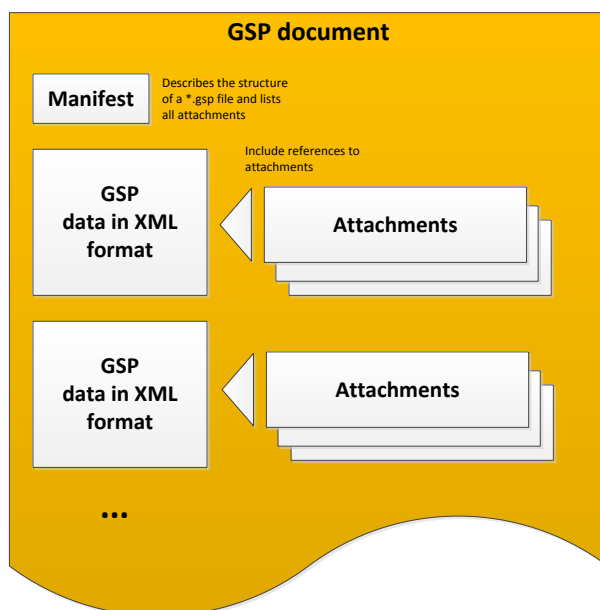 GSP document
Manifest
Describes the structure
of a *.gsp file and lists
all attachments
Include references to
attachments
GSP
data in XML
format
Attachments
GSP
data in XML
format
Attachments
...